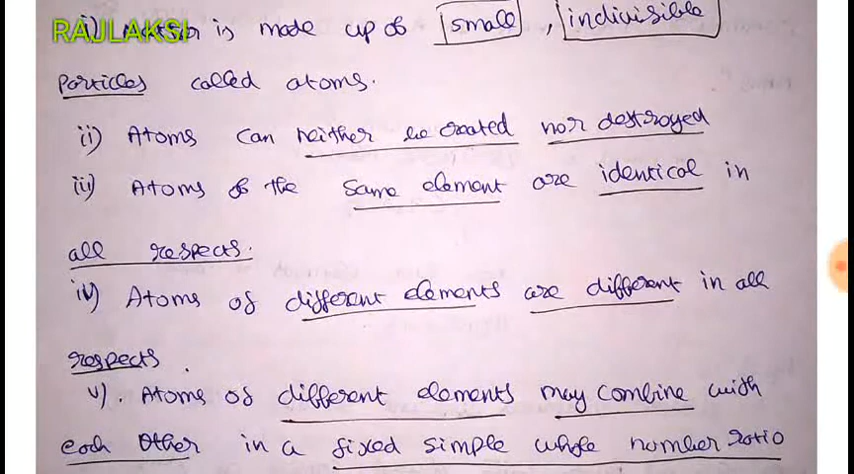 RAJLAKSI
i) Matter is made up of small, indivisible
particles called atoms.
ii) Atoms can neither be created nor destroyed
iii) Atoms of the same element are identical in
all respects.
iv) Atoms of different elements are different in all
respects.
v). Atoms of different elements may combine with
each other in a fixed simple whole number ratio